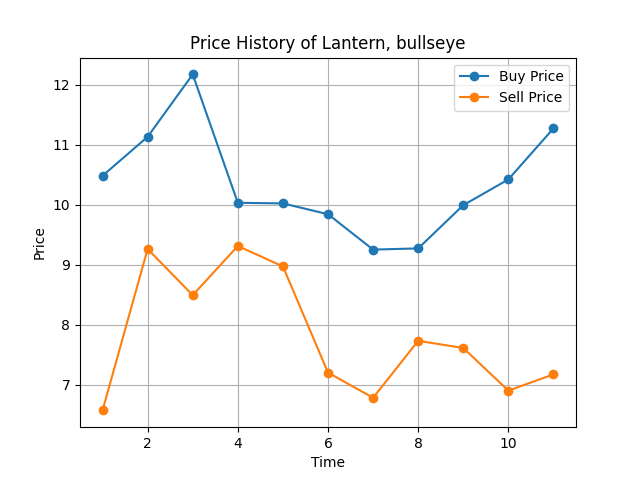 Price History of Lantern, bullseye
Buy Price
Sell Price
12
11
10
9
8
7
Price
2 4 6 8 10
Time